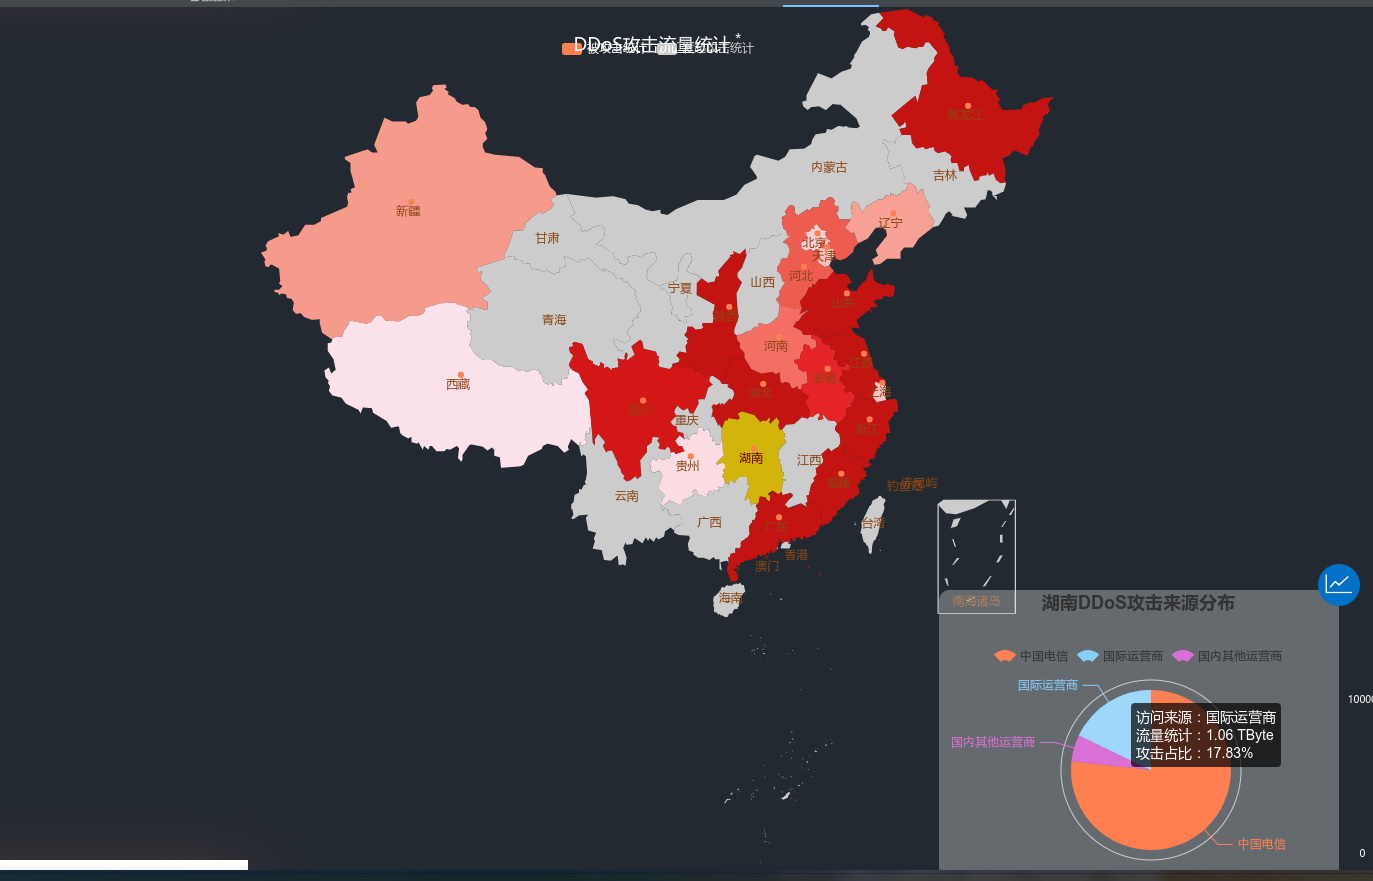 DDoS攻击流量统计 *
被攻击统计
黑龙江
内蒙古
吉林
新疆
辽宁
甘肃
北京
天津
河北
山西
宁夏
山东
陕西
青海
河南
江苏
安徽
西藏
上海
湖北
四川
重庆
浙江
湖南
江西
贵州
福建
钓鱼岛
赤尾屿
云南
广西
广东
台湾
香港
澳门
海南
南海诸岛
湖南DDoS攻击来源分布
中国电信
国际运营商
国内其他运营商
国际运营商
10000
访问来源：国际运营商
流量统计：1.06 TByte
攻击占比：17.83%
国内其他运营商
中国电信
0